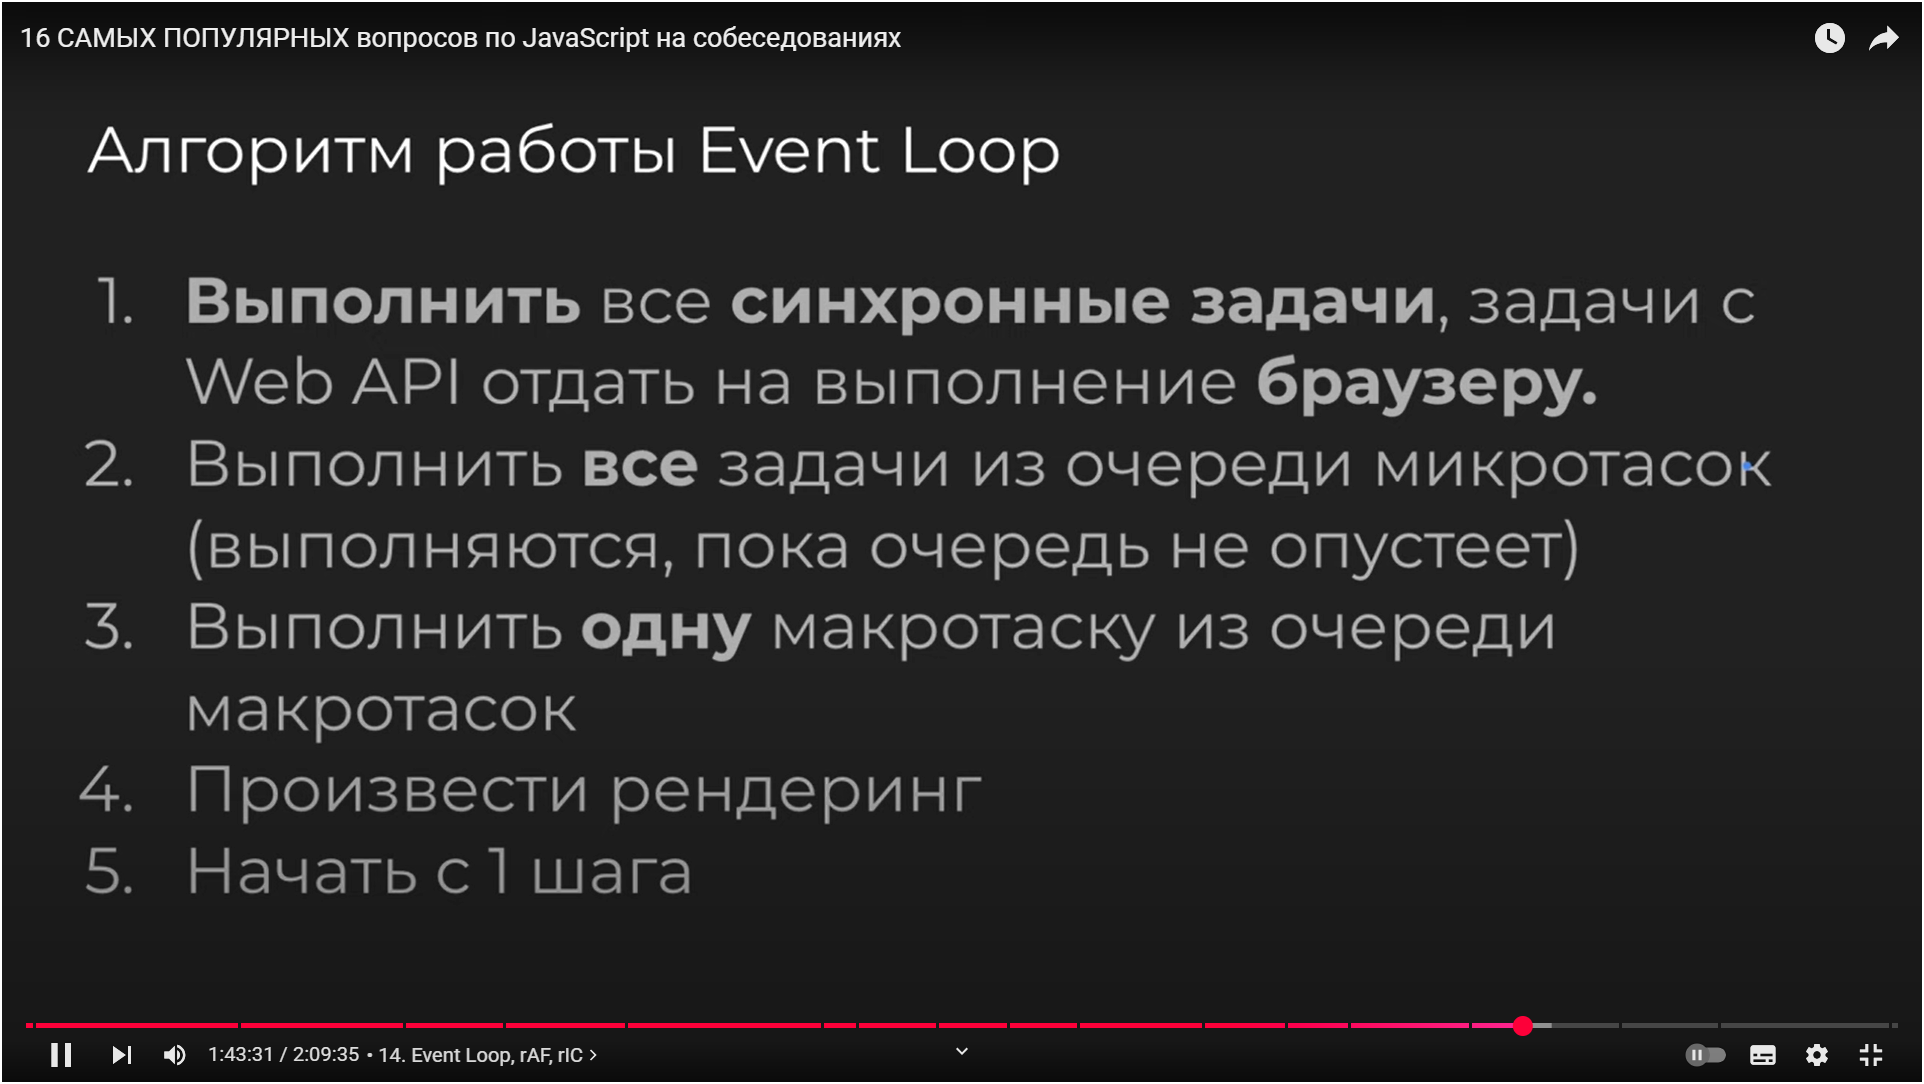 16 САМЫХ ПОПУЛЯРНЫХ вопросов по JavaScript на собеседованиях
Алгоритм работы Event Loop
1. Выполнить все синхронные задачи, задачи с
Web API отдать на выполнение браузеру.
2. Выполнить все задачи из очереди микротасок
(выполняются, пока очередь не опустеет)
3. Выполнить одну макротаску из очереди
макротасок
4. Произвести рендеринг
5. Начать с 1 шага
1:43:31 / 2:09:35 • 14. Event Loop, rAF, rIC